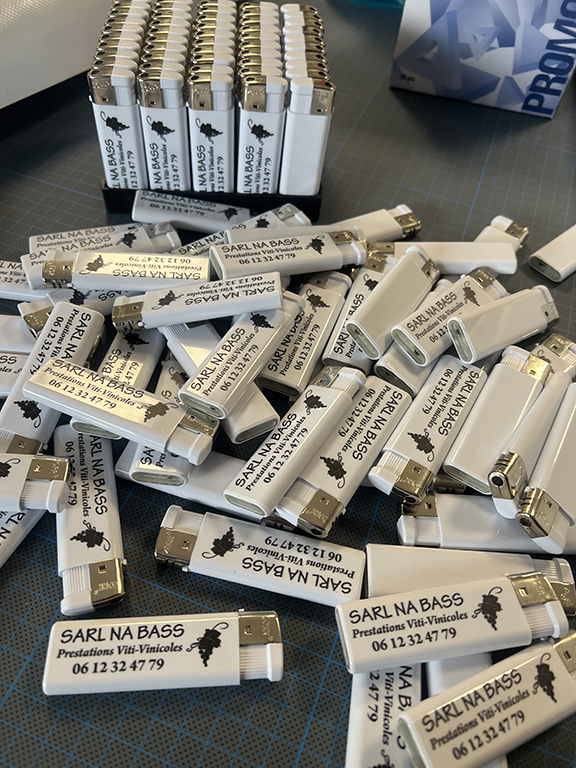 PROMO
SARL NA BASS
Prestations Viti-Vinicoles
06 12 32 47 79